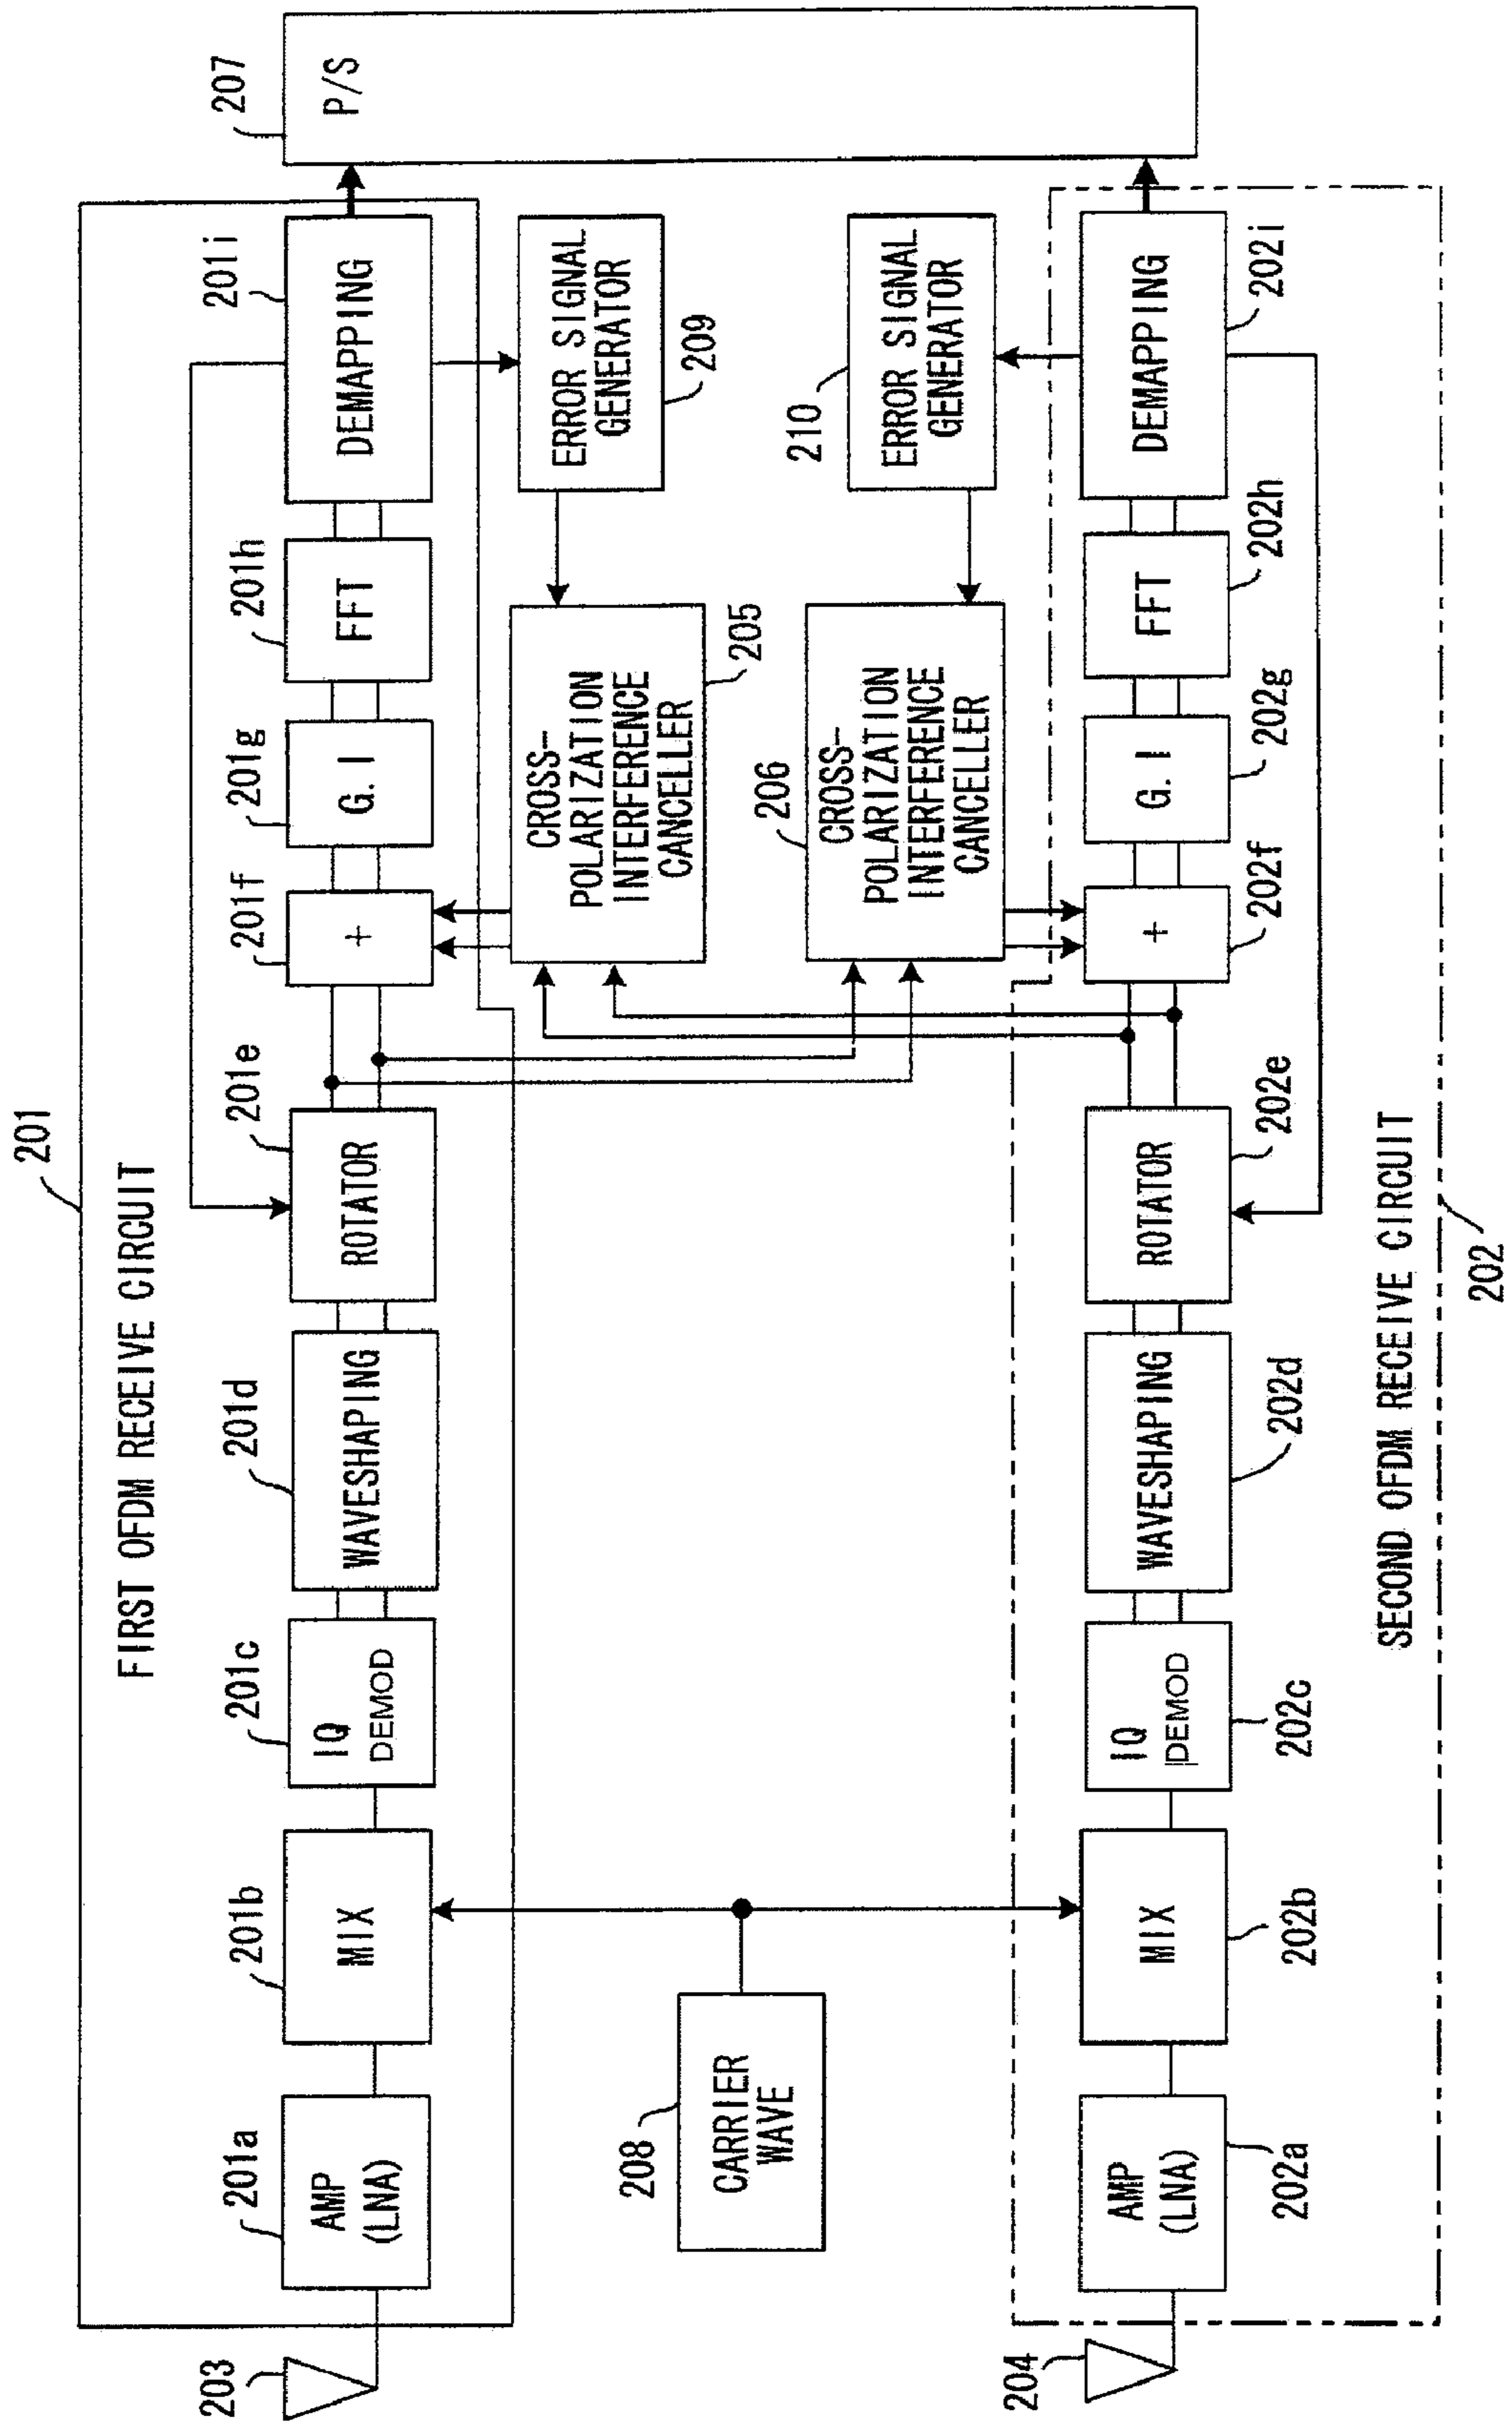 201
FIRST OFDM RECEIVE CIRCUIT
203
201a
AMP
(LNA)
201b
MIX
201c
IQ
DEMOD
201d
WAVESHAPING
201e
ROTATOR
201f
+
201g
G. I
201h
FFT
201i
DEMAPPING
207
P/S
208
CARRIER
WAVE
CROSS-
POLARIZATION
INTERFERENCE
CANCELLER
205
ERROR SIGNAL
GENERATOR
209
206
CROSS-
POLARIZATION
INTERFERENCE
CANCELLER
210
ERROR SIGNAL
GENERATOR
204
AMP
(LNA)
202a
MIX
202b
IQ
DEMOD
202c
WAVESHAPING
202d
ROTATOR
202e
+
202f
G. I
202g
FFT
202h
DEMAPPING
202i
SECOND OFDM RECEIVE CIRCUIT
202